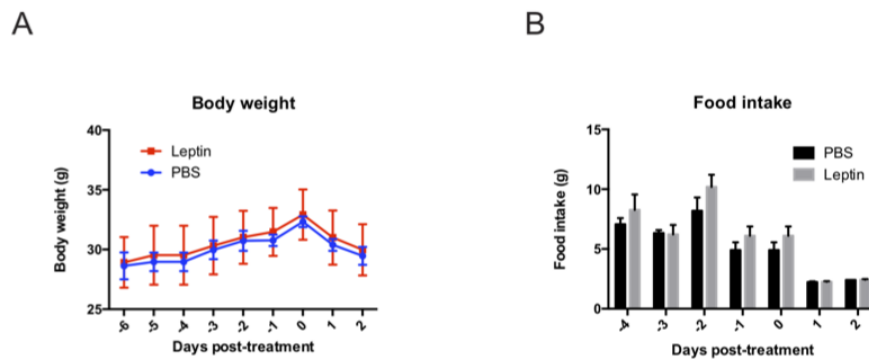 A
B
Body weight
Food intake
40
35
30
25
Body weight (g)
Leptin
PBS
-6 -5 -4 -3 -2 -1 0 1 2
Days post-treatment
15
10
5
0
Food intake (g)
PBS
Leptin
-4 -3 -2 -1 0 1 2
Days post-treatment